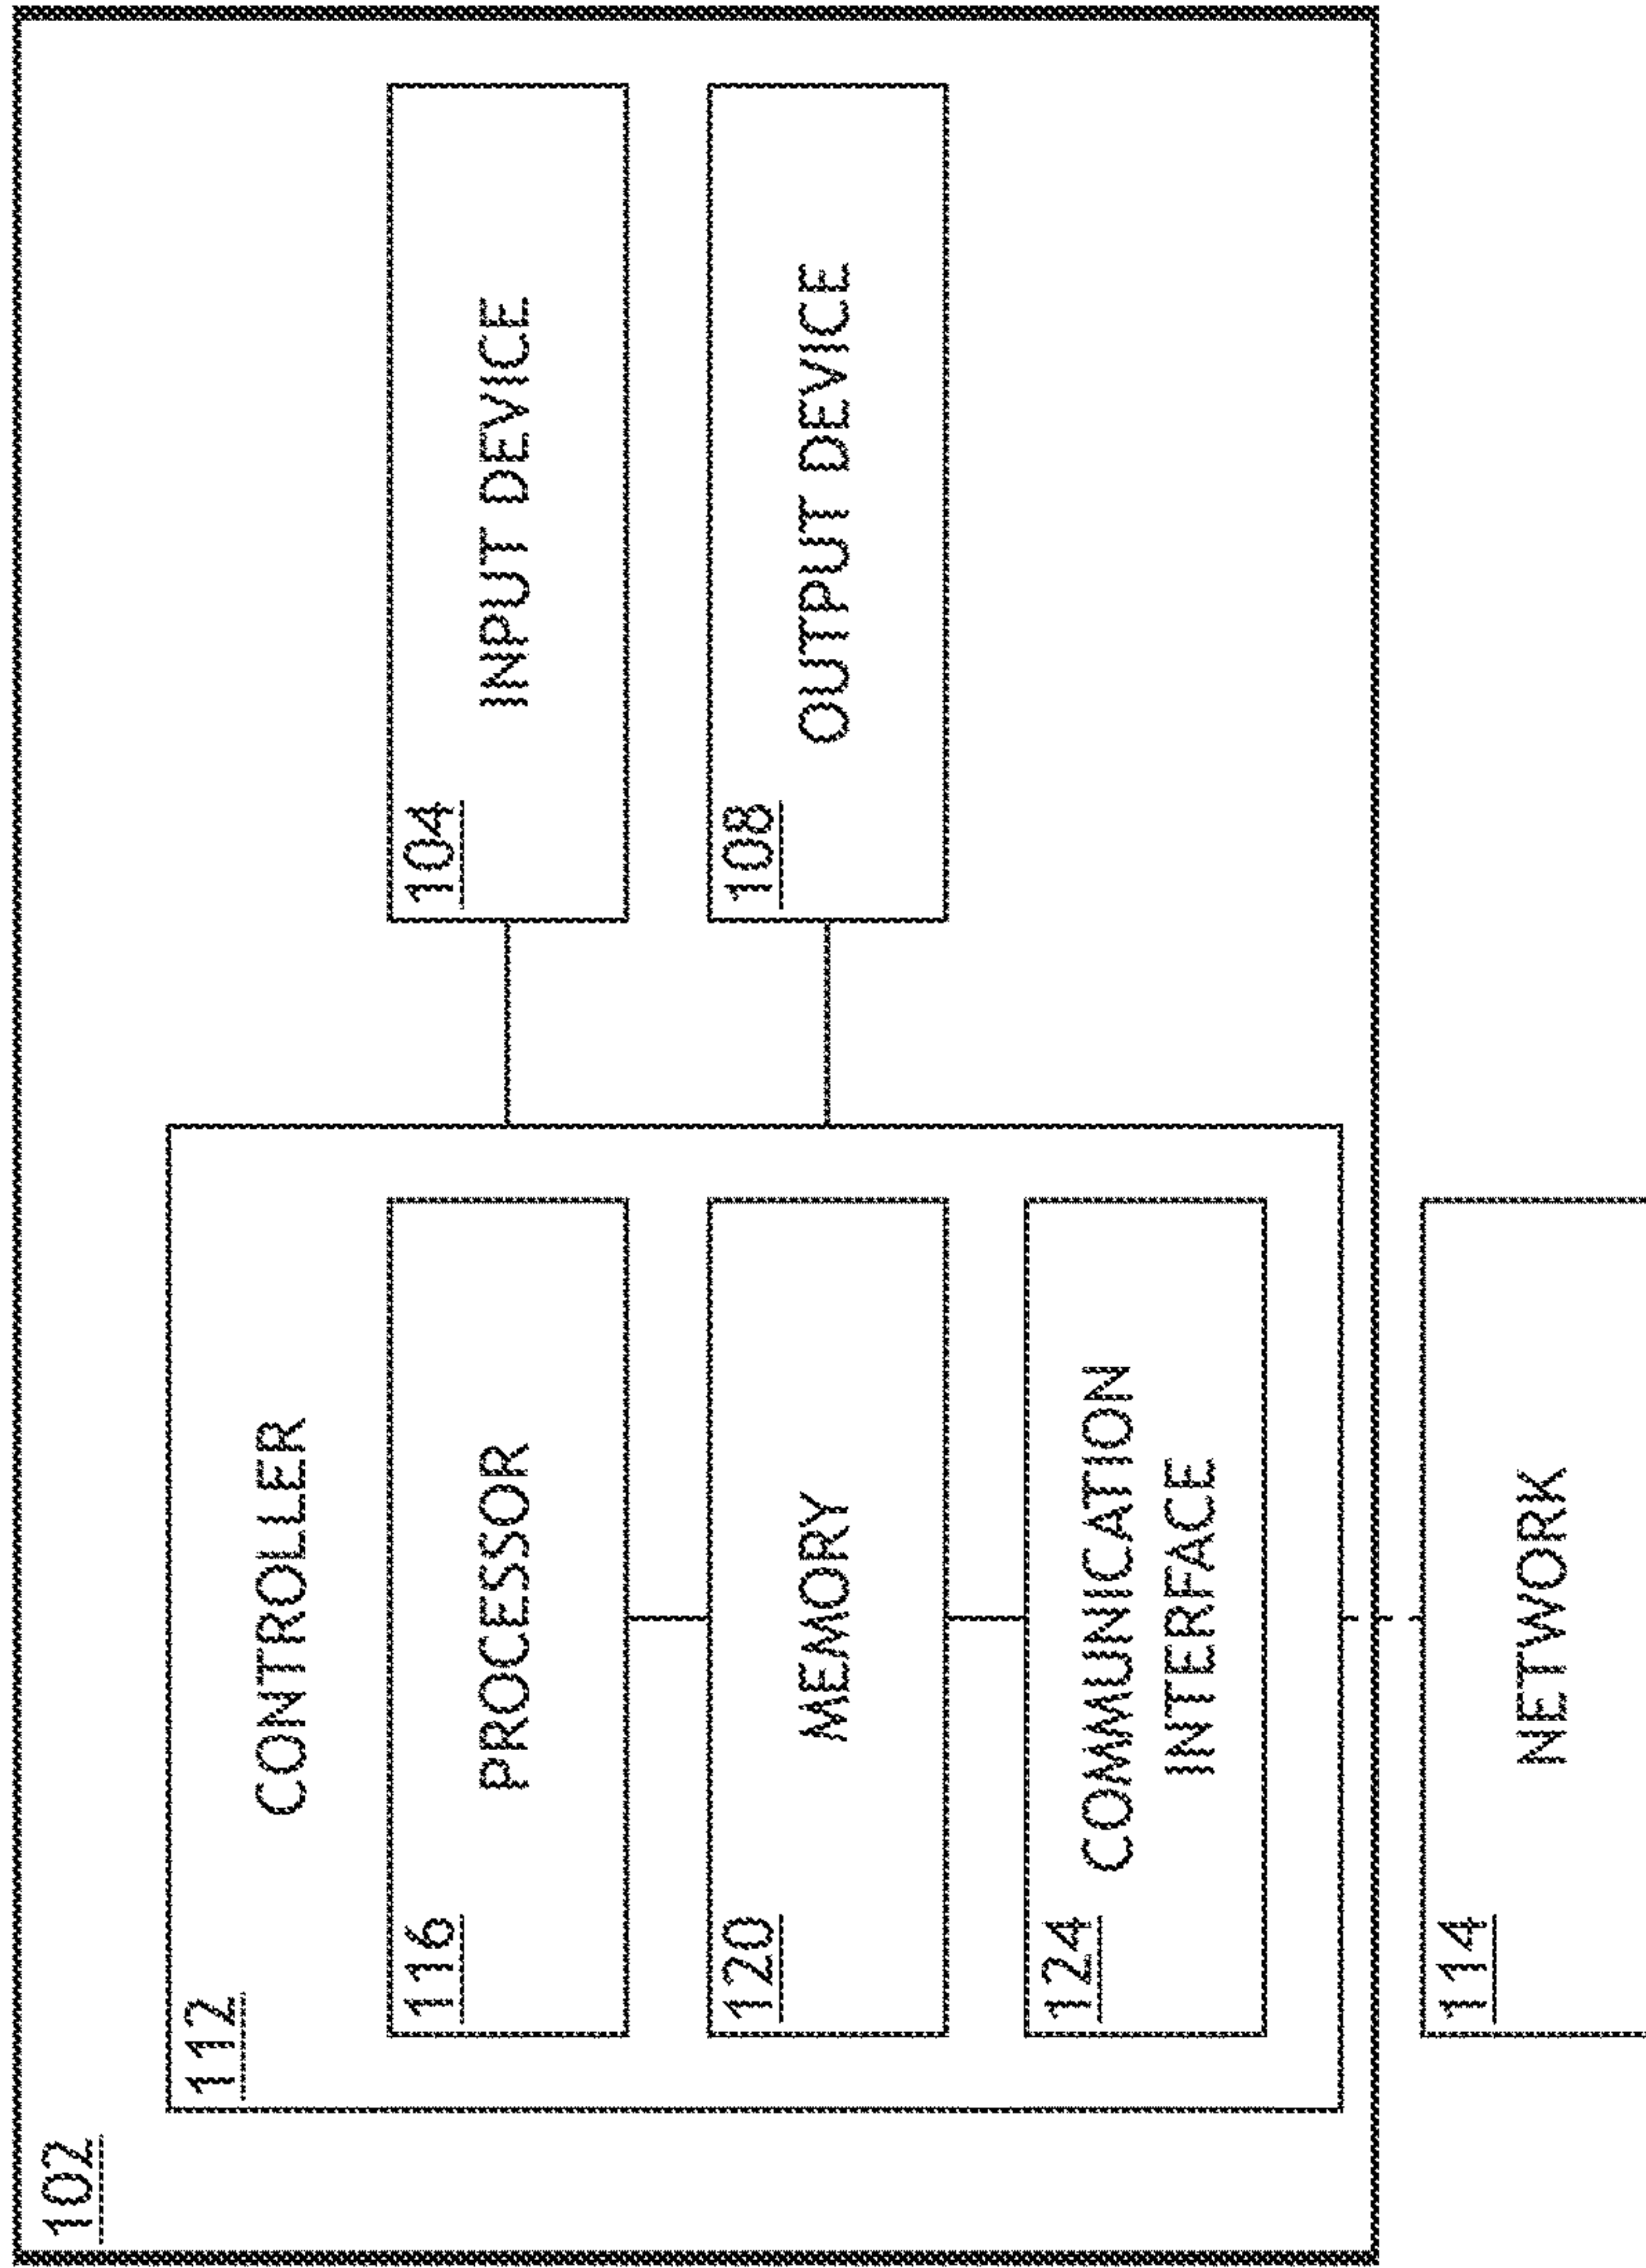 102
112
CONTROLLER
116
PROCESSOR
104
INPUT DEVICE
120
MEMORY
108
OUTPUT DEVICE
124
COMMUNICATION
INTERFACE
114
NETWORK